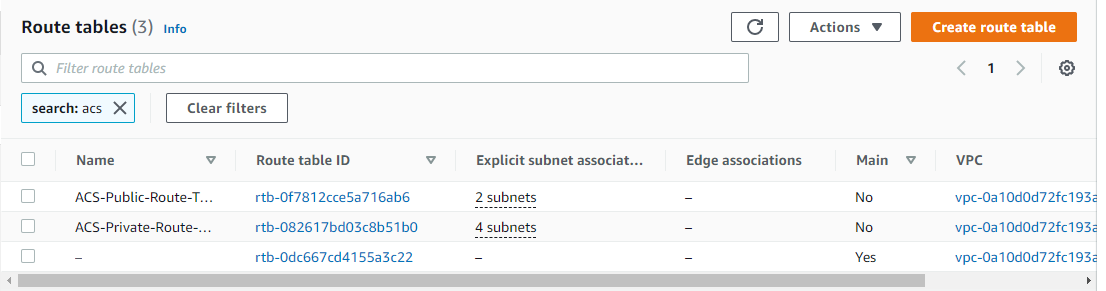 Route tables (3) Info Actions Create route table
Filter route tables 1
search: acs Clear filters
Name Route table ID Explicit subnet associat... Edge associations Main VPC
ACS-Public-Route-T... rtb-0f7812cce5a716ab6 2 subnets – No vpc-0a10d0d72fc193a
ACS-Private-Route-... rtb-082617bd03c8b51b0 4 subnets – No vpc-0a10d0d72fc193a
– rtb-0dc667cd4155a3c22 – – Yes vpc-0a10d0d72fc193a